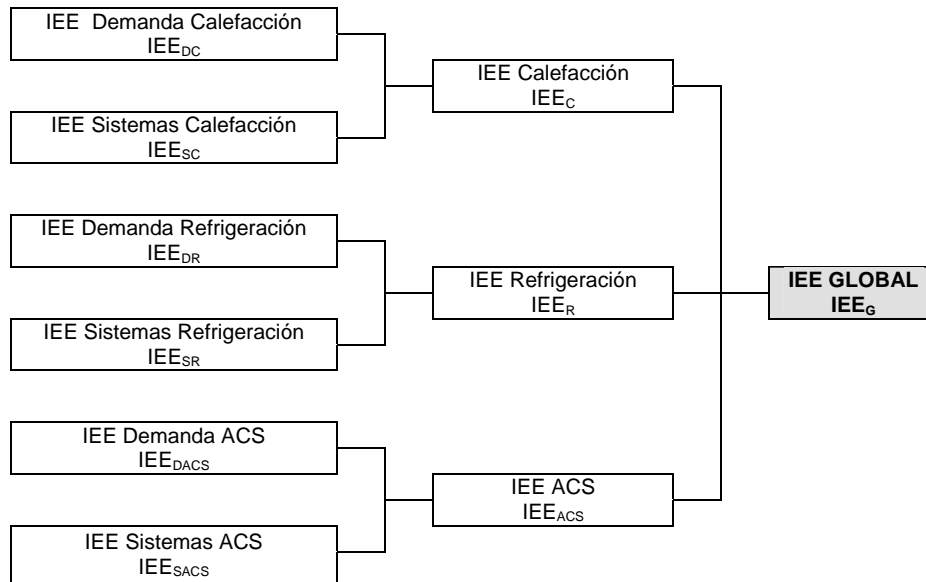 IEE Demanda Calefacción
IEE_DC
IEE Calefacción
IEE_C
IEE Sistemas Calefacción
IEE_SC
IEE Demanda Refrigeración
IEE_DR
IEE Refrigeración
IEE_R
IEE GLOBAL
IEE_G
IEE Sistemas Refrigeración
IEE_SR
IEE Demanda ACS
IEE_DACS
IEE ACS
IEE_ACS
IEE Sistemas ACS
IEE_SACS